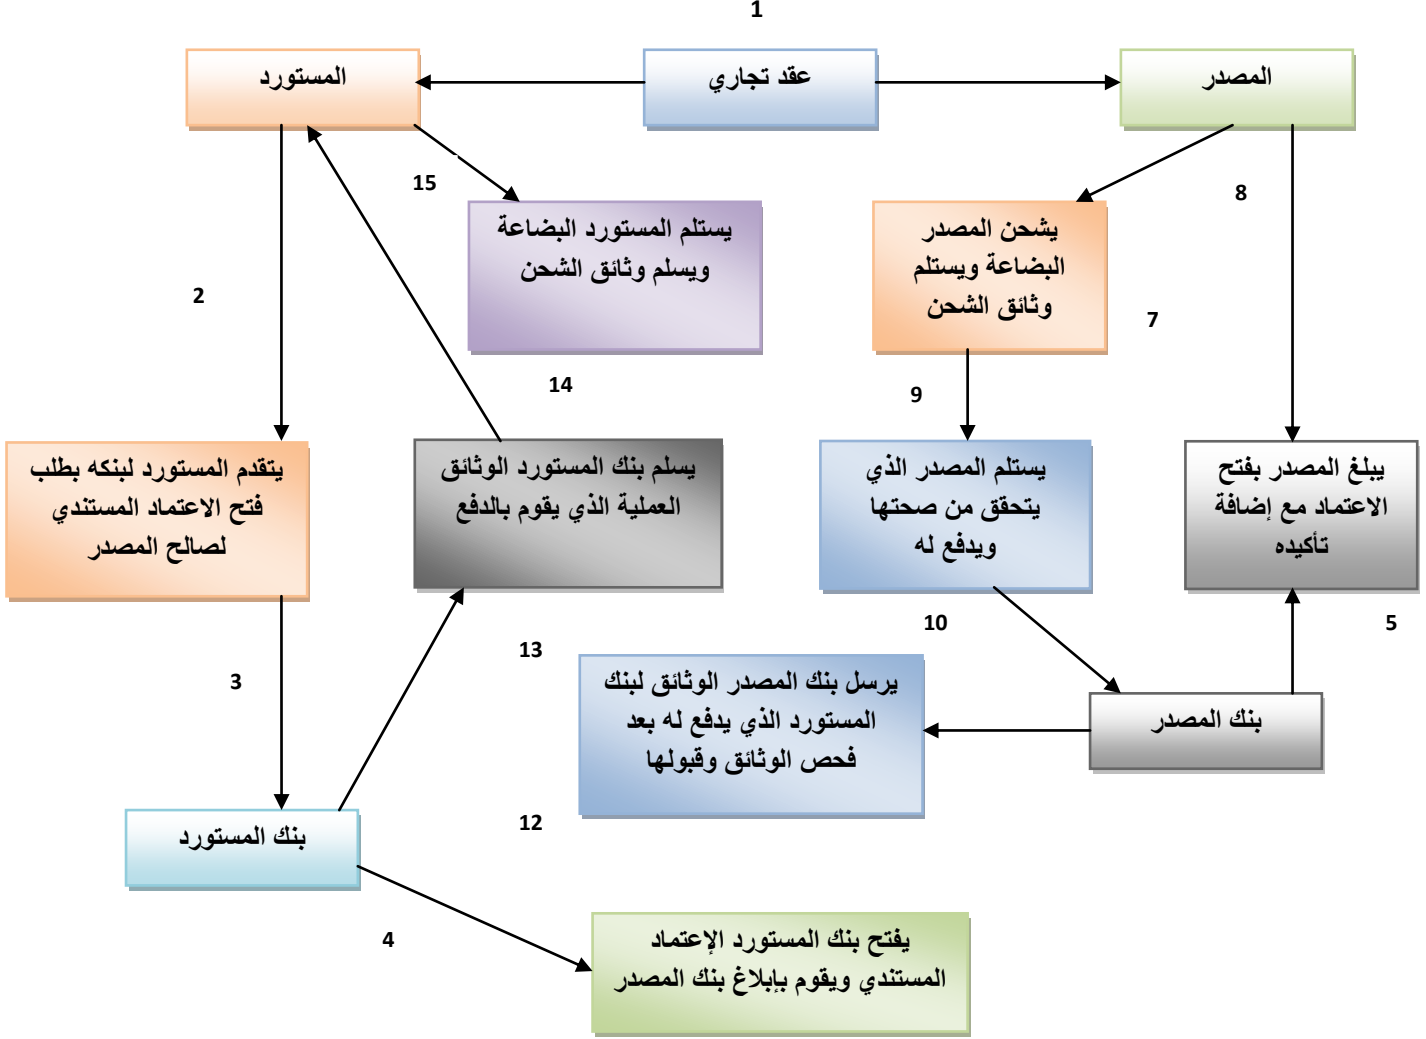 1
المصدر
عقد تجاري
المستورد
8
15
يشحن المصدر
البضاعة ويستلم
وثائق الشحن
يستلم المستورد البضاعة
ويسلم وثائق الشحن
2
7
14
9
يبلغ المصدر بفتح
الاعتماد مع إضافة
تأكيده
يستلم المصدر الذي
يتحقق من صحتها
ويدفع له
يسلم بنك المستورد الوثائق
العملية الذي يقوم بالدفع
يتقدم المستورد لبنكه بطلب
فتح الاعتماد المستندي
لصالح المصدر
5
10
13
3
بنك المصدر
يرسل بنك المصدر الوثائق لبنك
المستورد الذي يدفع له بعد
فحص الوثائق وقبولها
12
بنك المستورد
4
يفتح بنك المستورد الإعتماد
المستندي ويقوم بإبلاغ بنك المصدر